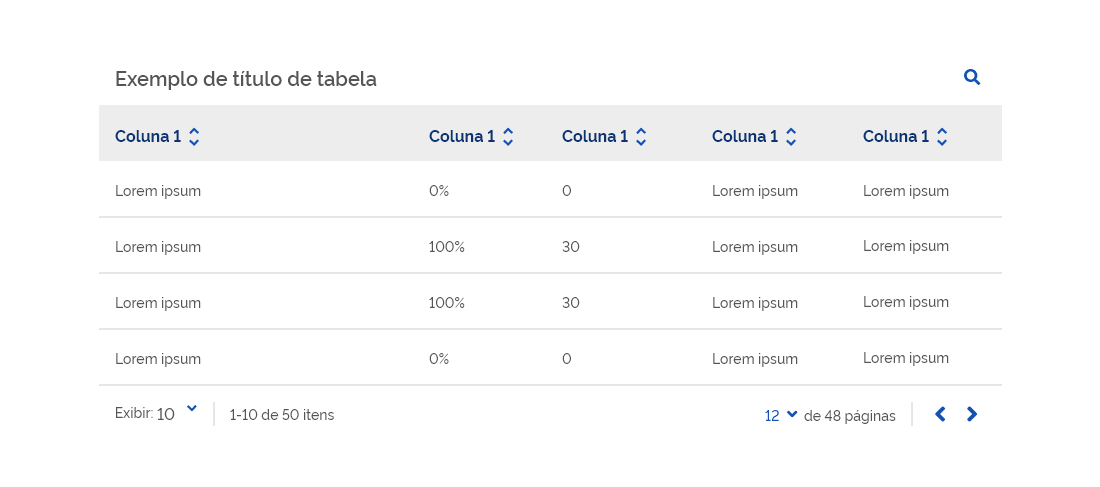 Exemplo de título de tabela
Coluna 1 Coluna 1 Coluna 1 Coluna 1 Coluna 1
Lorem ipsum 0% 0 Lorem ipsum Lorem ipsum
Lorem ipsum 100% 30 Lorem ipsum Lorem ipsum
Lorem ipsum 100% 30 Lorem ipsum Lorem ipsum
Lorem ipsum 0% 0 Lorem ipsum Lorem ipsum
Exibir: 10 1-10 de 50 itens 12 de 48 páginas